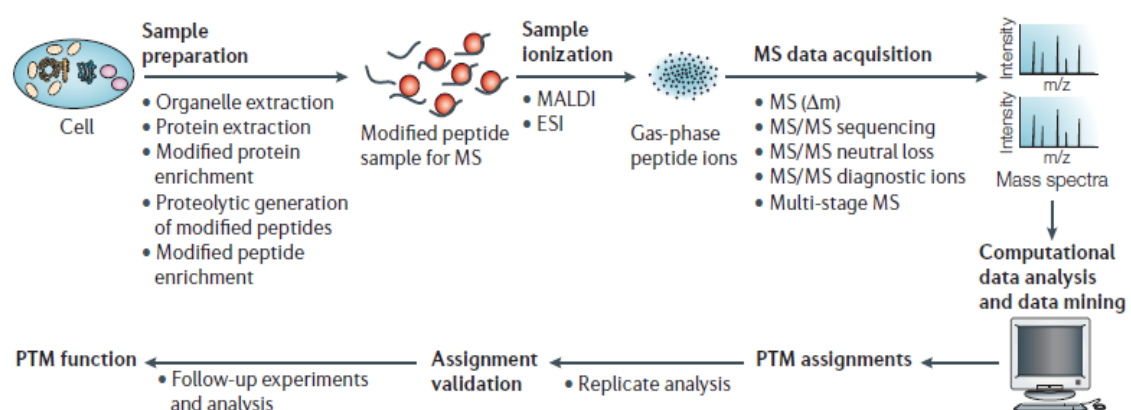 Sample
preparation
• Organelle extraction
• Protein extraction
• Modified protein
enrichment
• Proteolytic generation
of modified peptides
• Modified peptide
enrichment
Cell
Modified peptide
sample for MS
Sample
ionization
• MALDI
• ESI
Gas-phase
peptide ions
MS data acquisition
• MS (Δm)
• MS/MS sequencing
• MS/MS neutral loss
• MS/MS diagnostic ions
• Multi-stage MS
Intensity
m/z
Intensity
m/z
Mass spectra
Computational
data analysis
and data mining
PTM assignments
• Replicate analysis
Assignment
validation
• Follow-up experiments
and analysis
PTM function